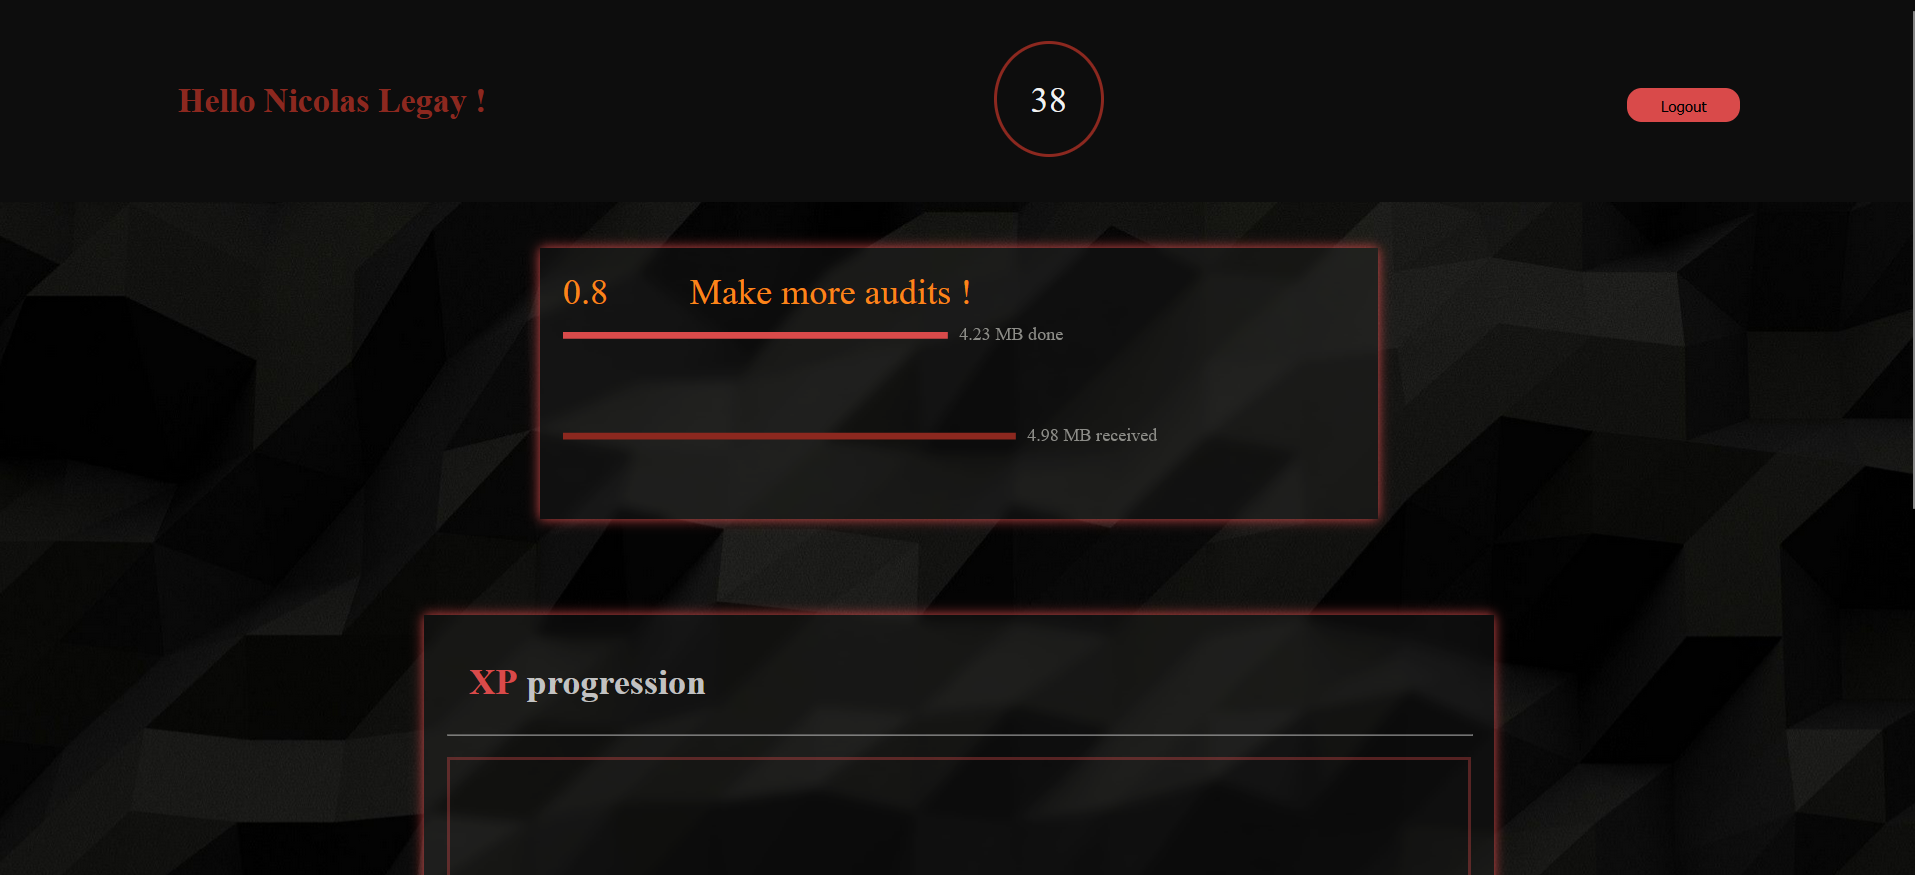 Hello Nicolas Legay !
38
Logout
0.8 Make more audits !
4.23 MB done
4.98 MB received
XP progression